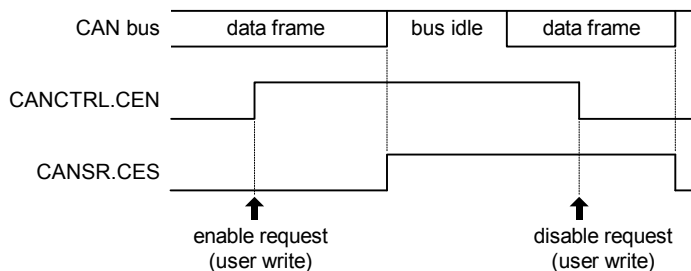 CAN bus data frame bus idle data frame
CANCTRL.CEN
CANSR.CES
enable request disable request
(user write) (user write)